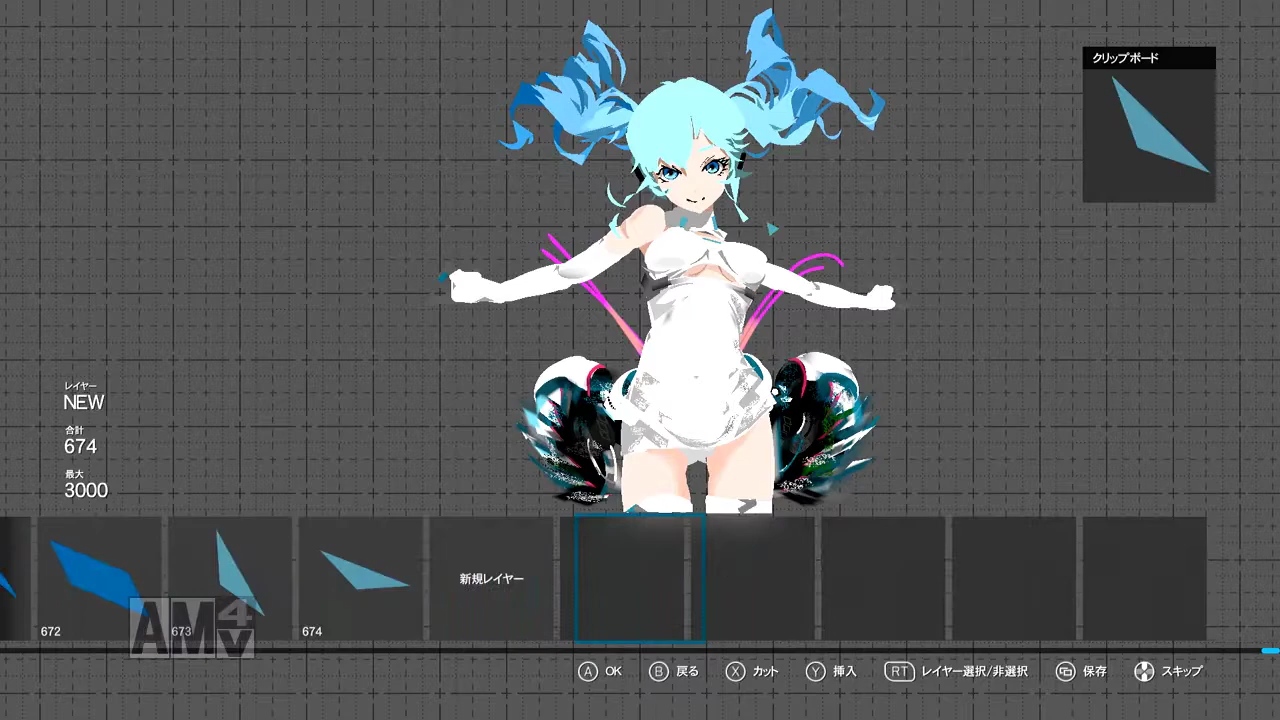 クリップボード
レイヤー
NEW
合計
674
最大
3000
新規レイヤー
672
673
674
AM4V
A OK
B 戻る
X カット
Y 挿入
RT レイヤー選択/非選択
保存
スキップ